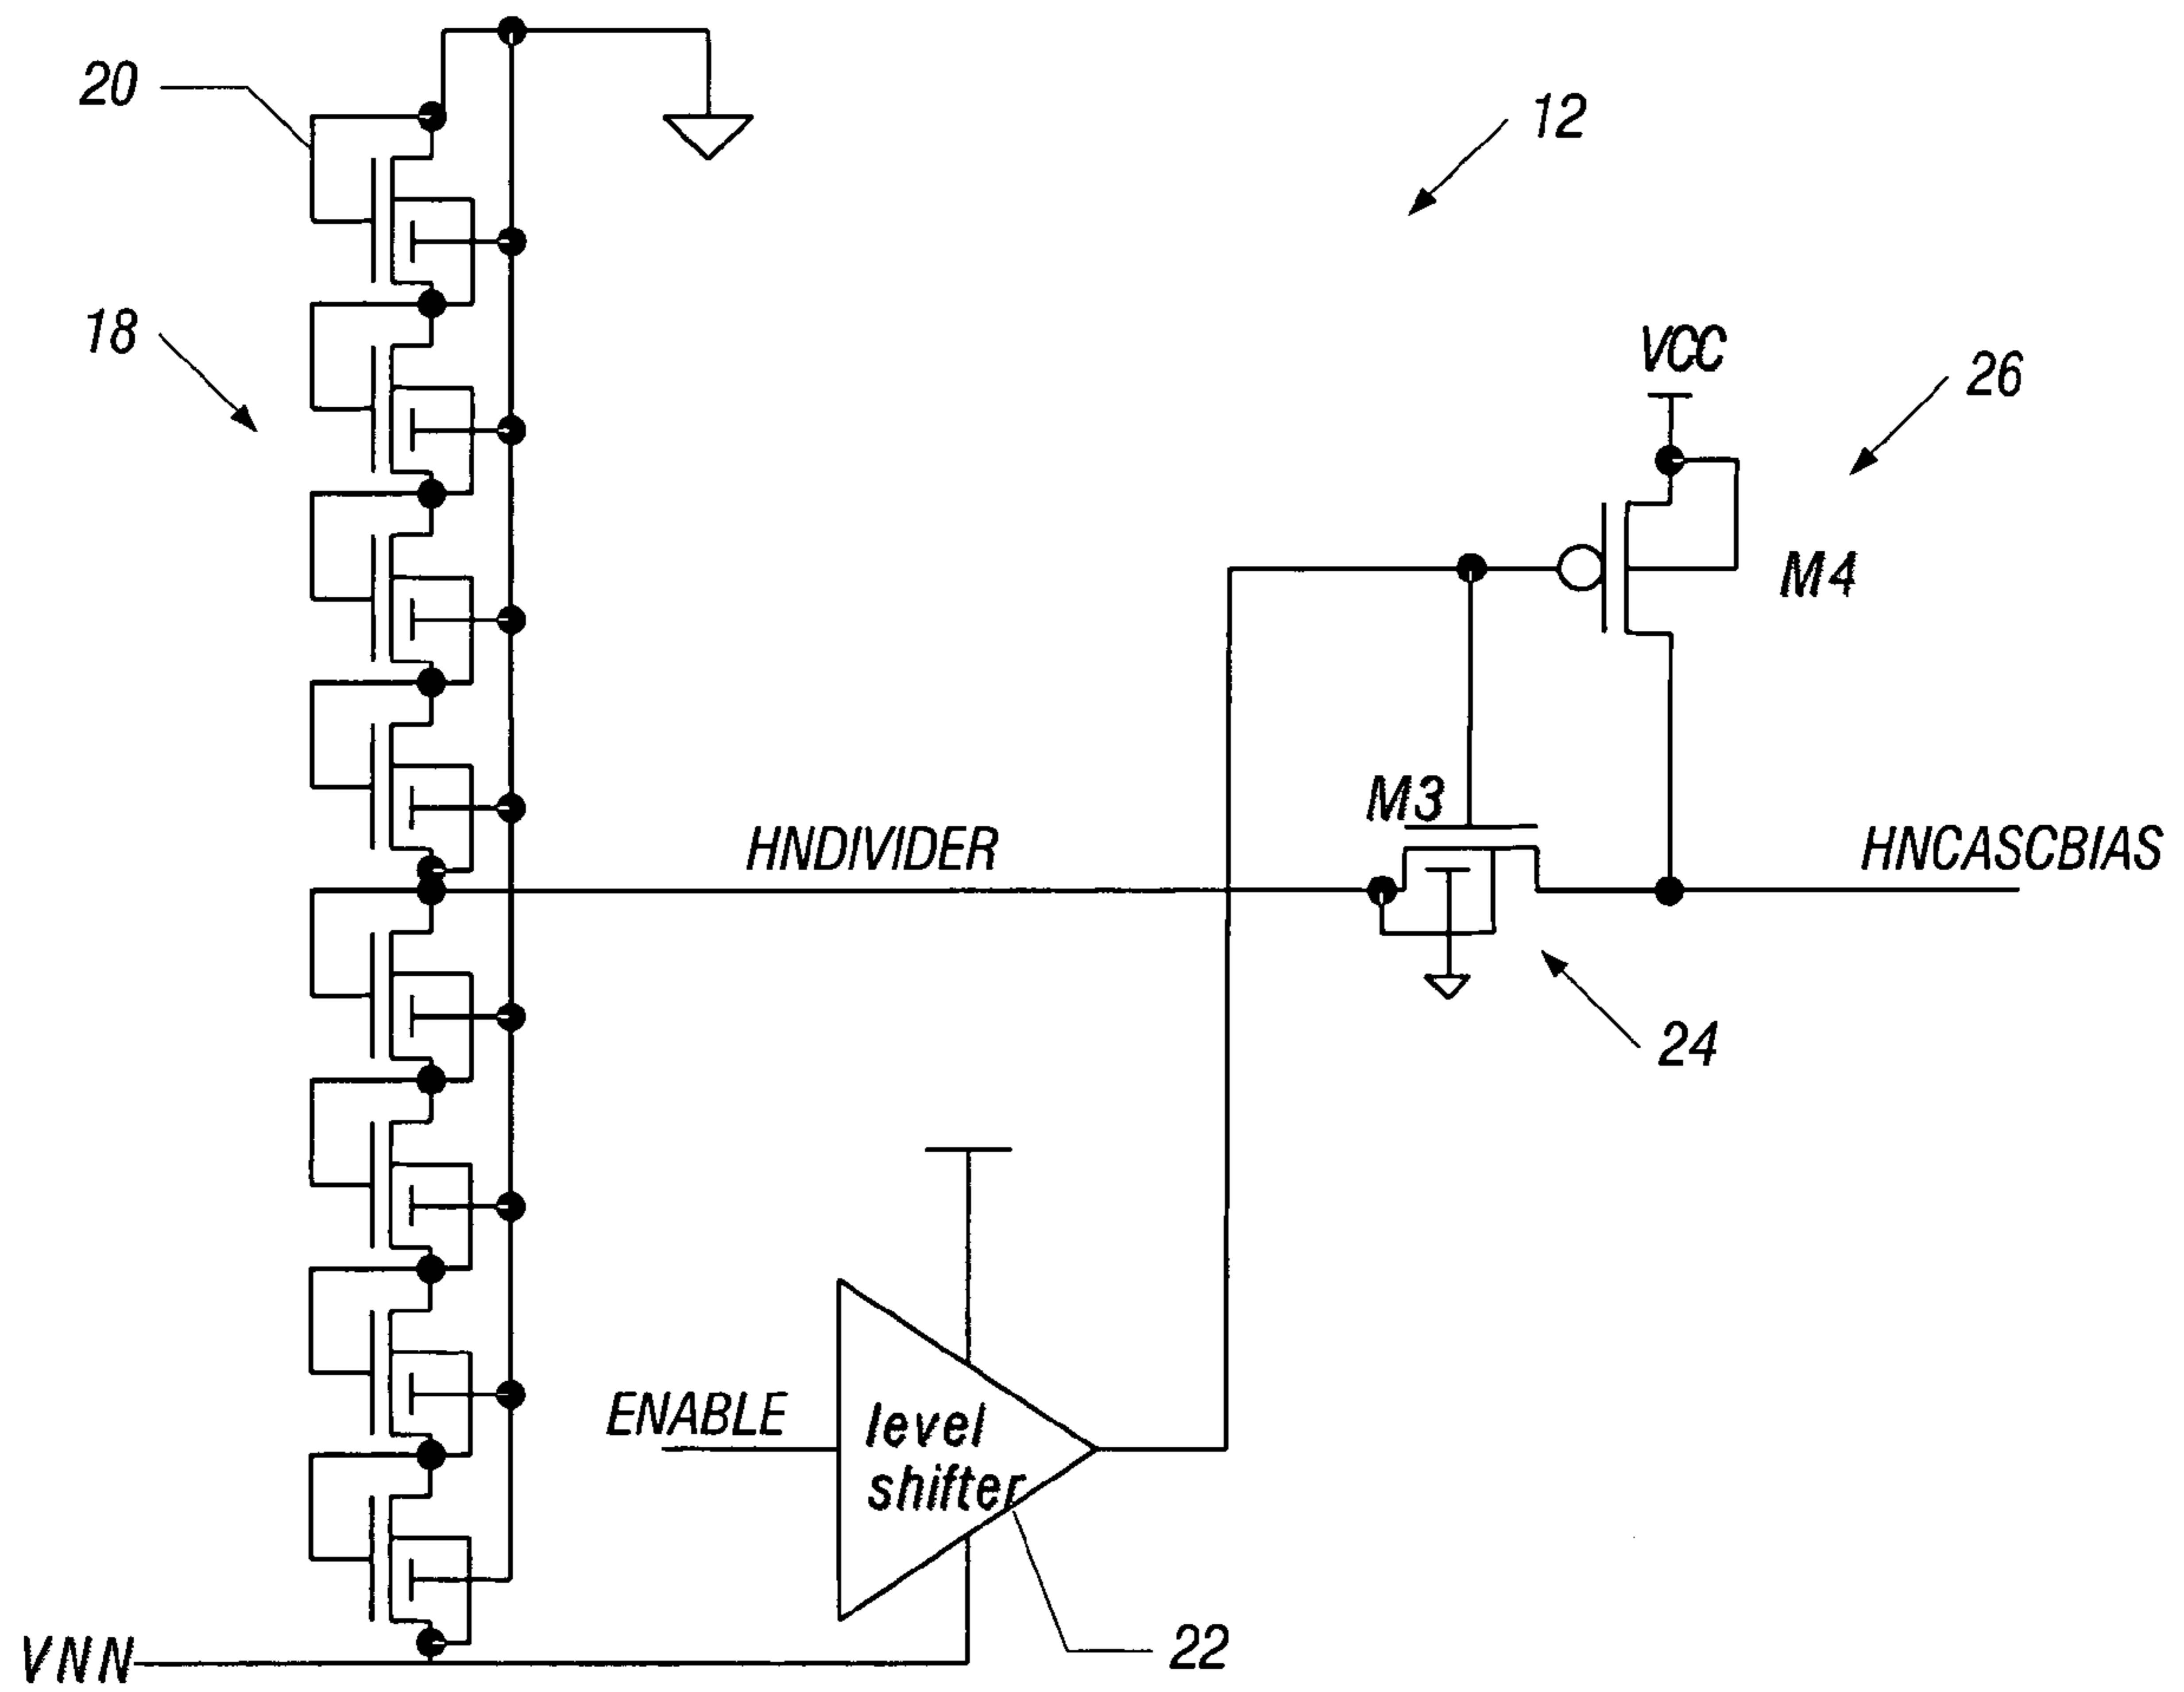 20
12
18
VCC
26
M4
M3
HNDIVIDER
HNCASCBIAS
24
ENABLE
level
shifter
22
VNN